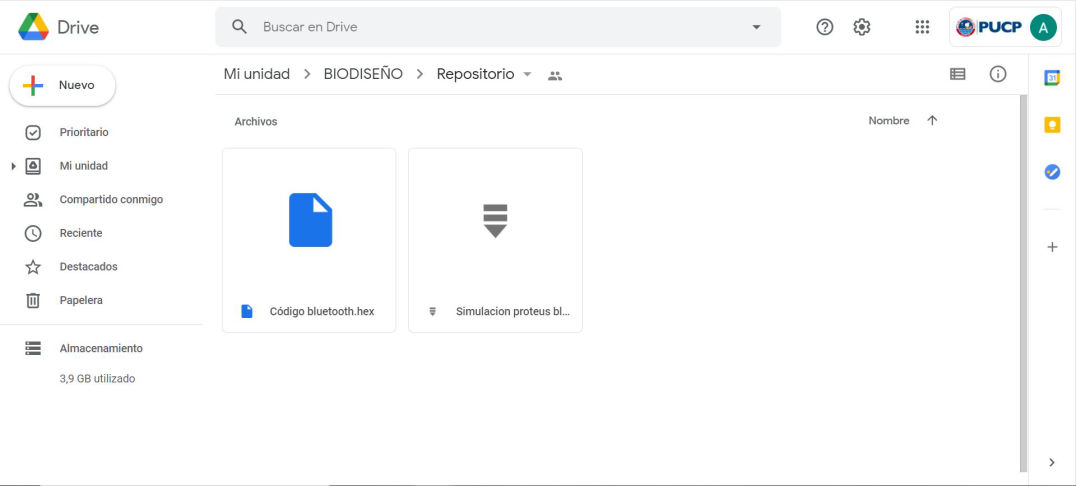 Drive
Buscar en Drive
PUCP
A
Nuevo
Mi unidad
BIODISEÑO
Repositorio
31
Prioritario
Mi unidad
Compartido conmigo
Reciente
Destacados
Papelera
Almacenamiento
3,9 GB utilizado
Archivos
Nombre
Código bluetooth.hex
Simulacion proteus bl...